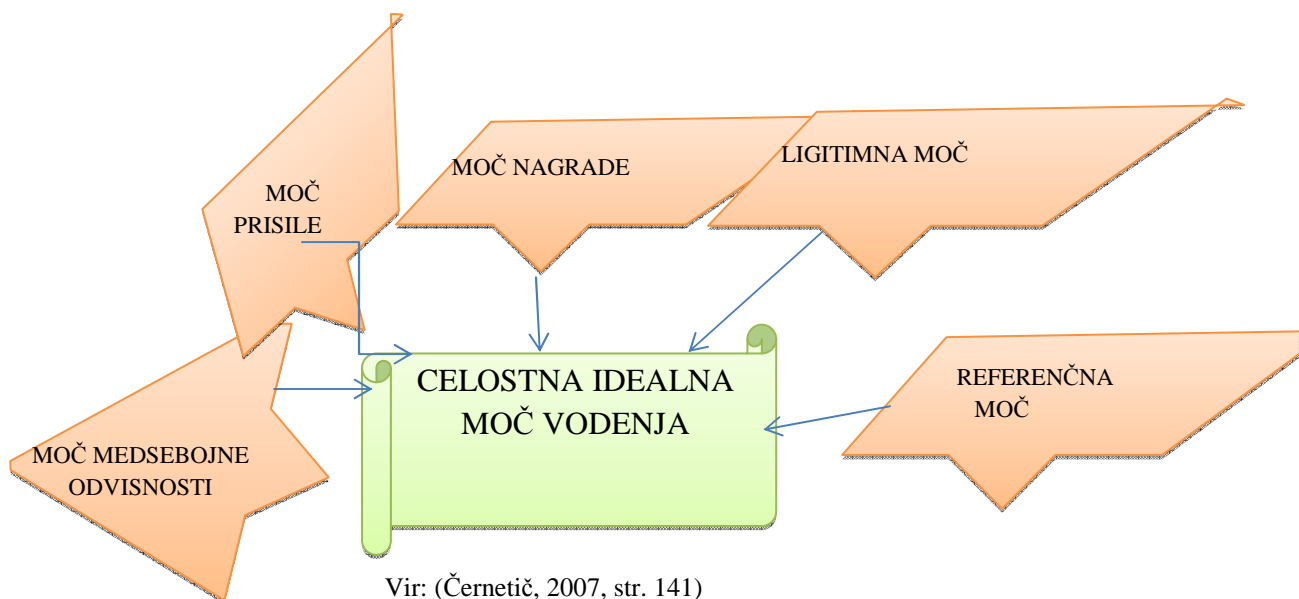 MOČ
PRISILE
MOČ NAGRADE
LIGITIMNA MOČ
CELOSTNA IDEALNA
MOČ VODENJA
REFERENČNA
MOČ
MOČ MEDSEBOJNE
ODVISNOSTI
Vir: (Černetič, 2007, str. 141)